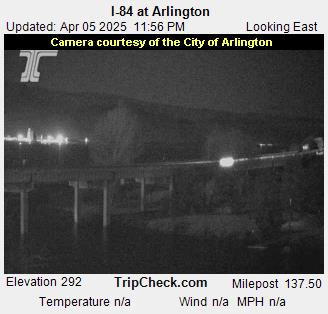 I-84 at Arlington
Updated: Apr 05 2025 11:56 PM Looking East
Camera courtesy of the City of Arlington
Elevation 292 TripCheck.com Milepost 137.50
Temperature n/a Wind n/a MPH n/a